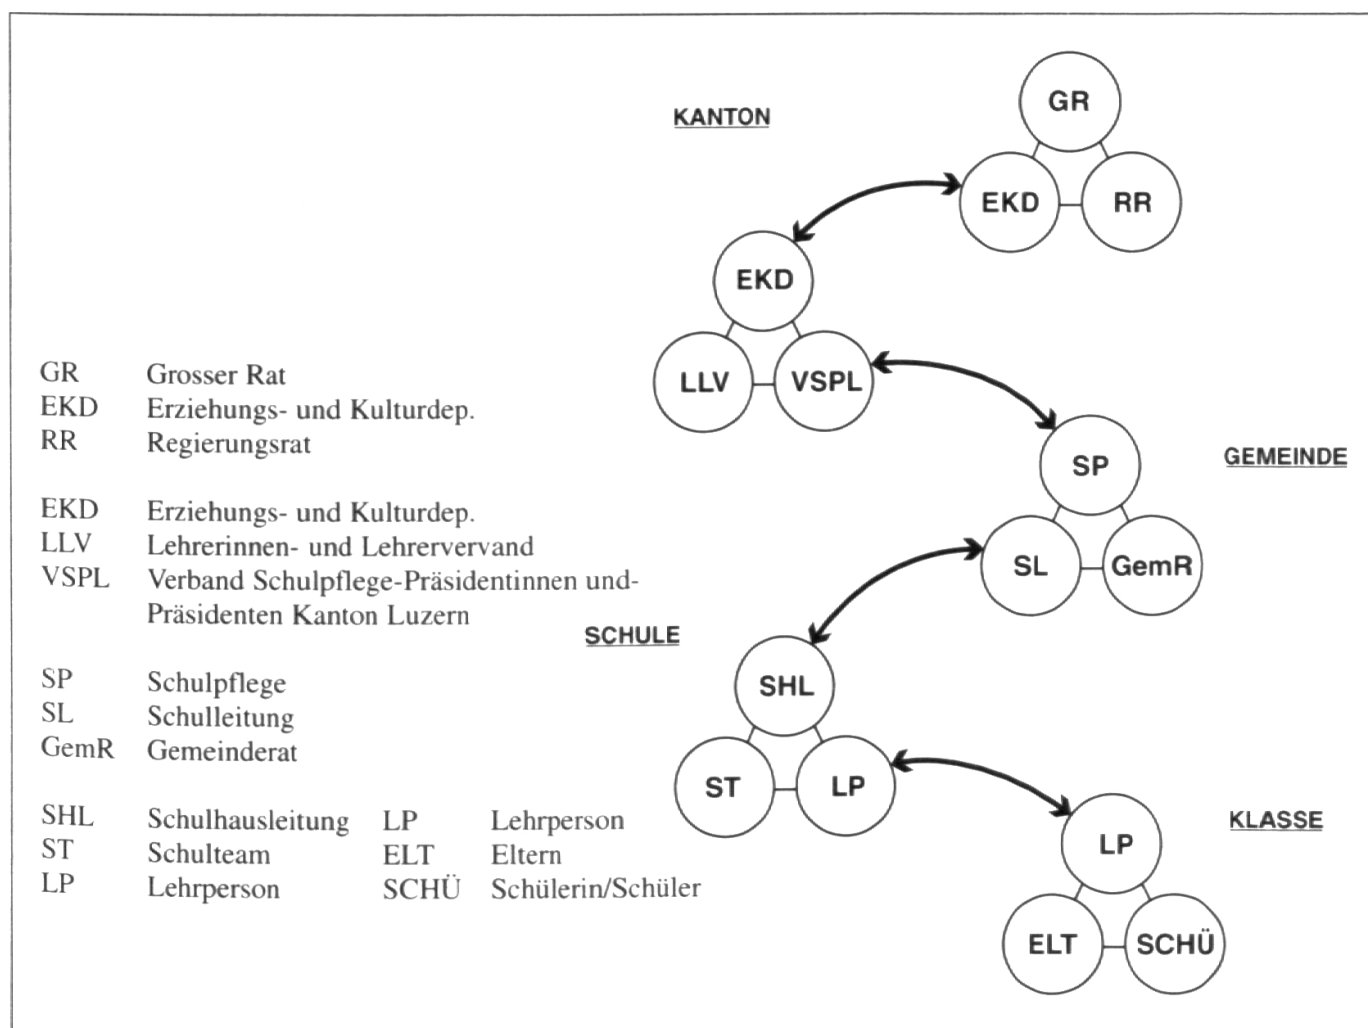 GR
KANTON
EKD
RR
EKD
LLV
VSPL
GR Grosser Rat
EKD Erziehungs- und Kulturdep.
RR Regierungsrat
SP
GEMEINDE
SL
GemR
EKD Erziehungs- und Kulturdep.
LLV Lehrerinnen- und Lehrervervand
VSPL Verband Schulpflege-Präsidentinnen und-
Präsidenten Kanton Luzern
SCHULE
SHL
ST
LP
SP Schulpflege
SL Schulleitung
GemR Gemeinderat
SHL Schulhausleitung LP Lehrperson
ST Schulteam ELT Eltern
LP Lehrperson SCHÜ Schülerin/Schüler
KLASSE
LP
ELT
SCHÜ